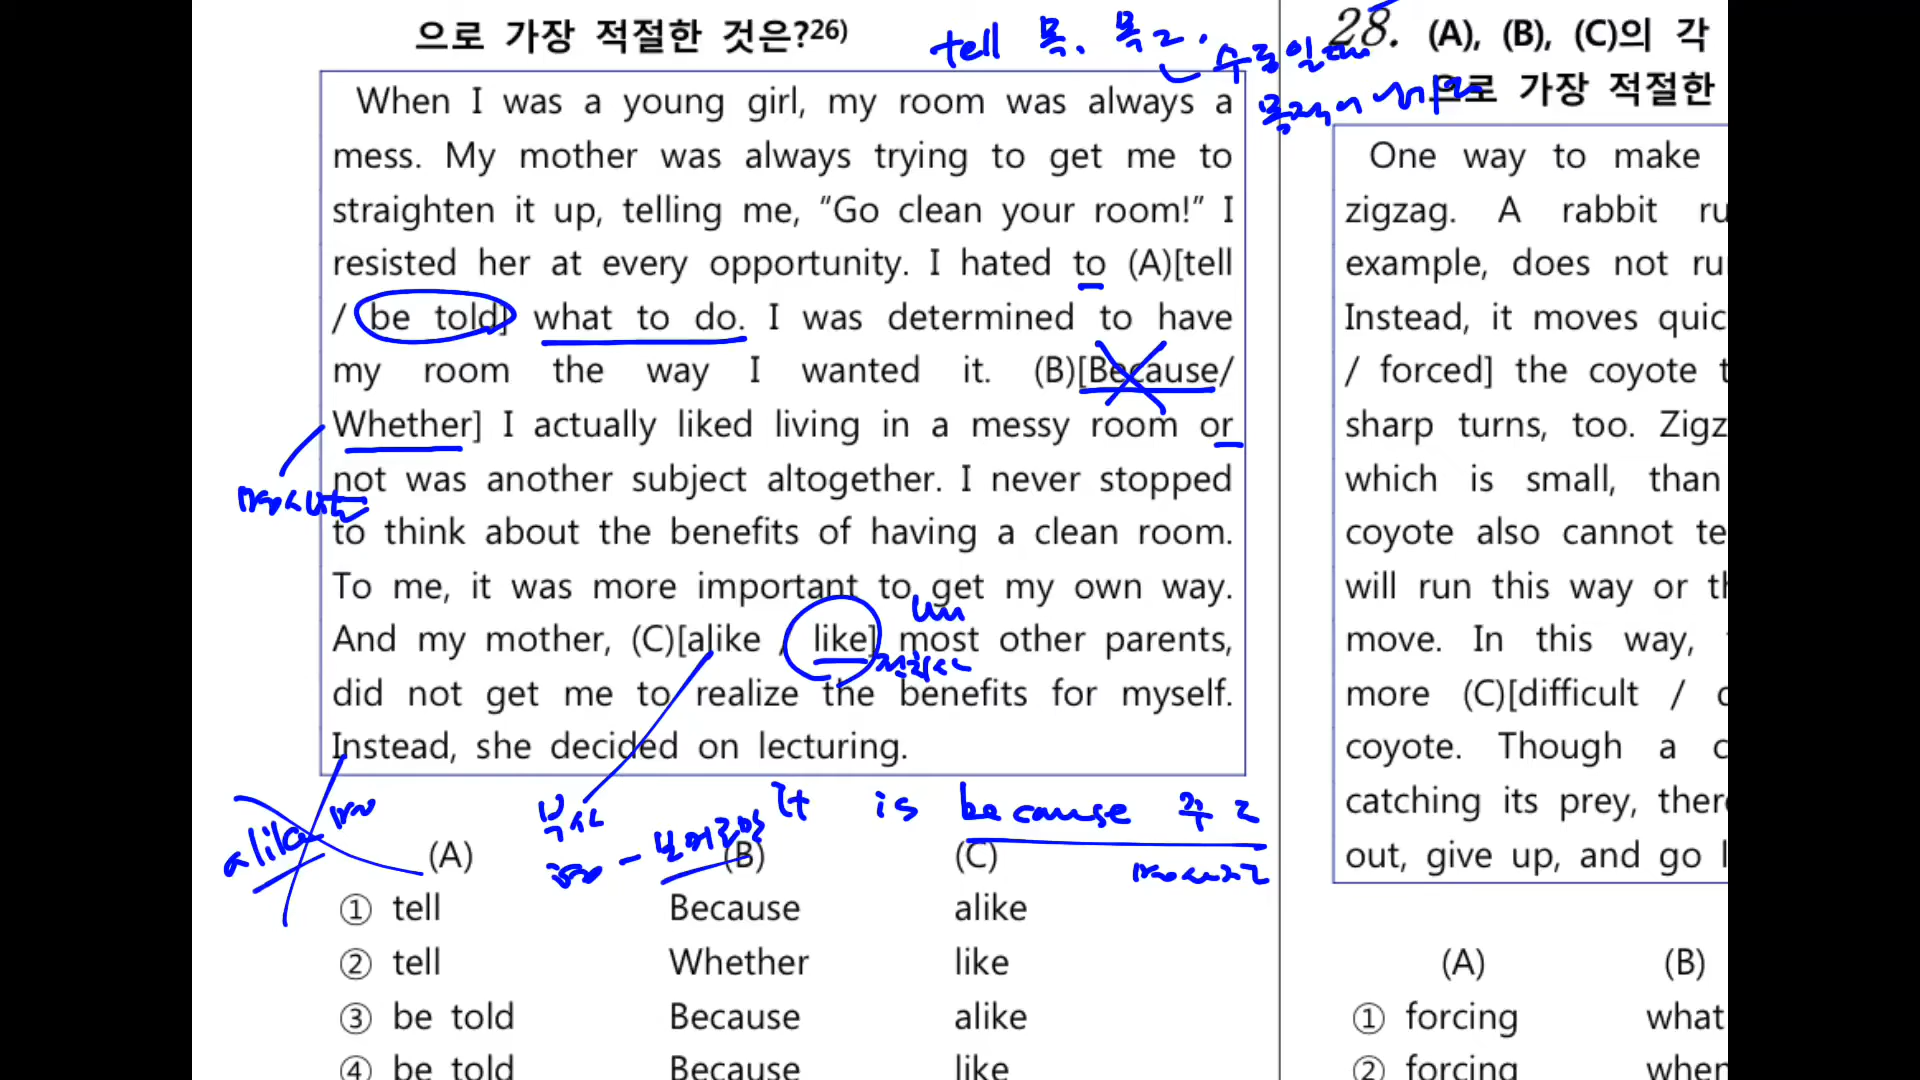 으로 가장 적절한 것은?26)
tell 목. 목2.
When I was a young girl, my room was always a
mess. My mother was always trying to get me to
straighten it up, telling me, “Go clean your room!” I
resisted her at every opportunity. I hated to (A)[tell
/ be told] what to do. I was determined to have
my room the way I wanted it. (B)[Because/
Whether] I actually liked living in a messy room or
not was another subject altogether. I never stopped
to think about the benefits of having a clean room.
To me, it was more important to get my own way.
And my mother, (C)[alike / like] most other parents,
did not get me to realize the benefits for myself.
Instead, she decided on lecturing.
It is because
(A) (B) (C)
① tell Because alike
② tell Whether like
③ be told Because alike
④ be told Because like
28. (A), (B), (C)의 각
으로 가장 적절한
One way to make
zigzag. A rabbit ru
example, does not ru
Instead, it moves quic
/ forced] the coyote t
sharp turns, too. Zigz
which is small, than
coyote also cannot te
will run this way or th
move. In this way,
more (C)[difficult /
coyote. Though a c
catching its prey, ther
out, give up, and go l
(A) (B)
① forcing what
② forcing when